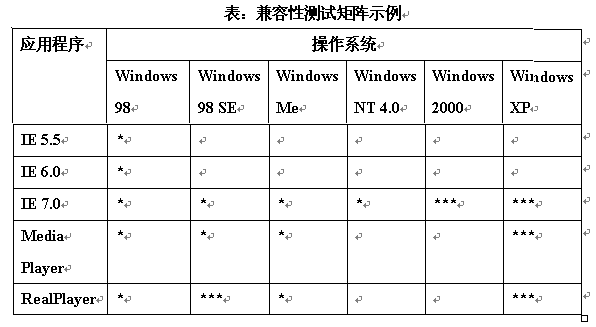 表：兼容性测试矩阵示例
应用程序 操作系统
Windows 98 Windows 98 SE Windows Me Windows NT 4.0 Windows 2000 Windows XP
IE 5.5 *
IE 6.0 *
IE 7.0 * * * * *** ***
Media Player * * * ***
RealPlayer * *** * ***